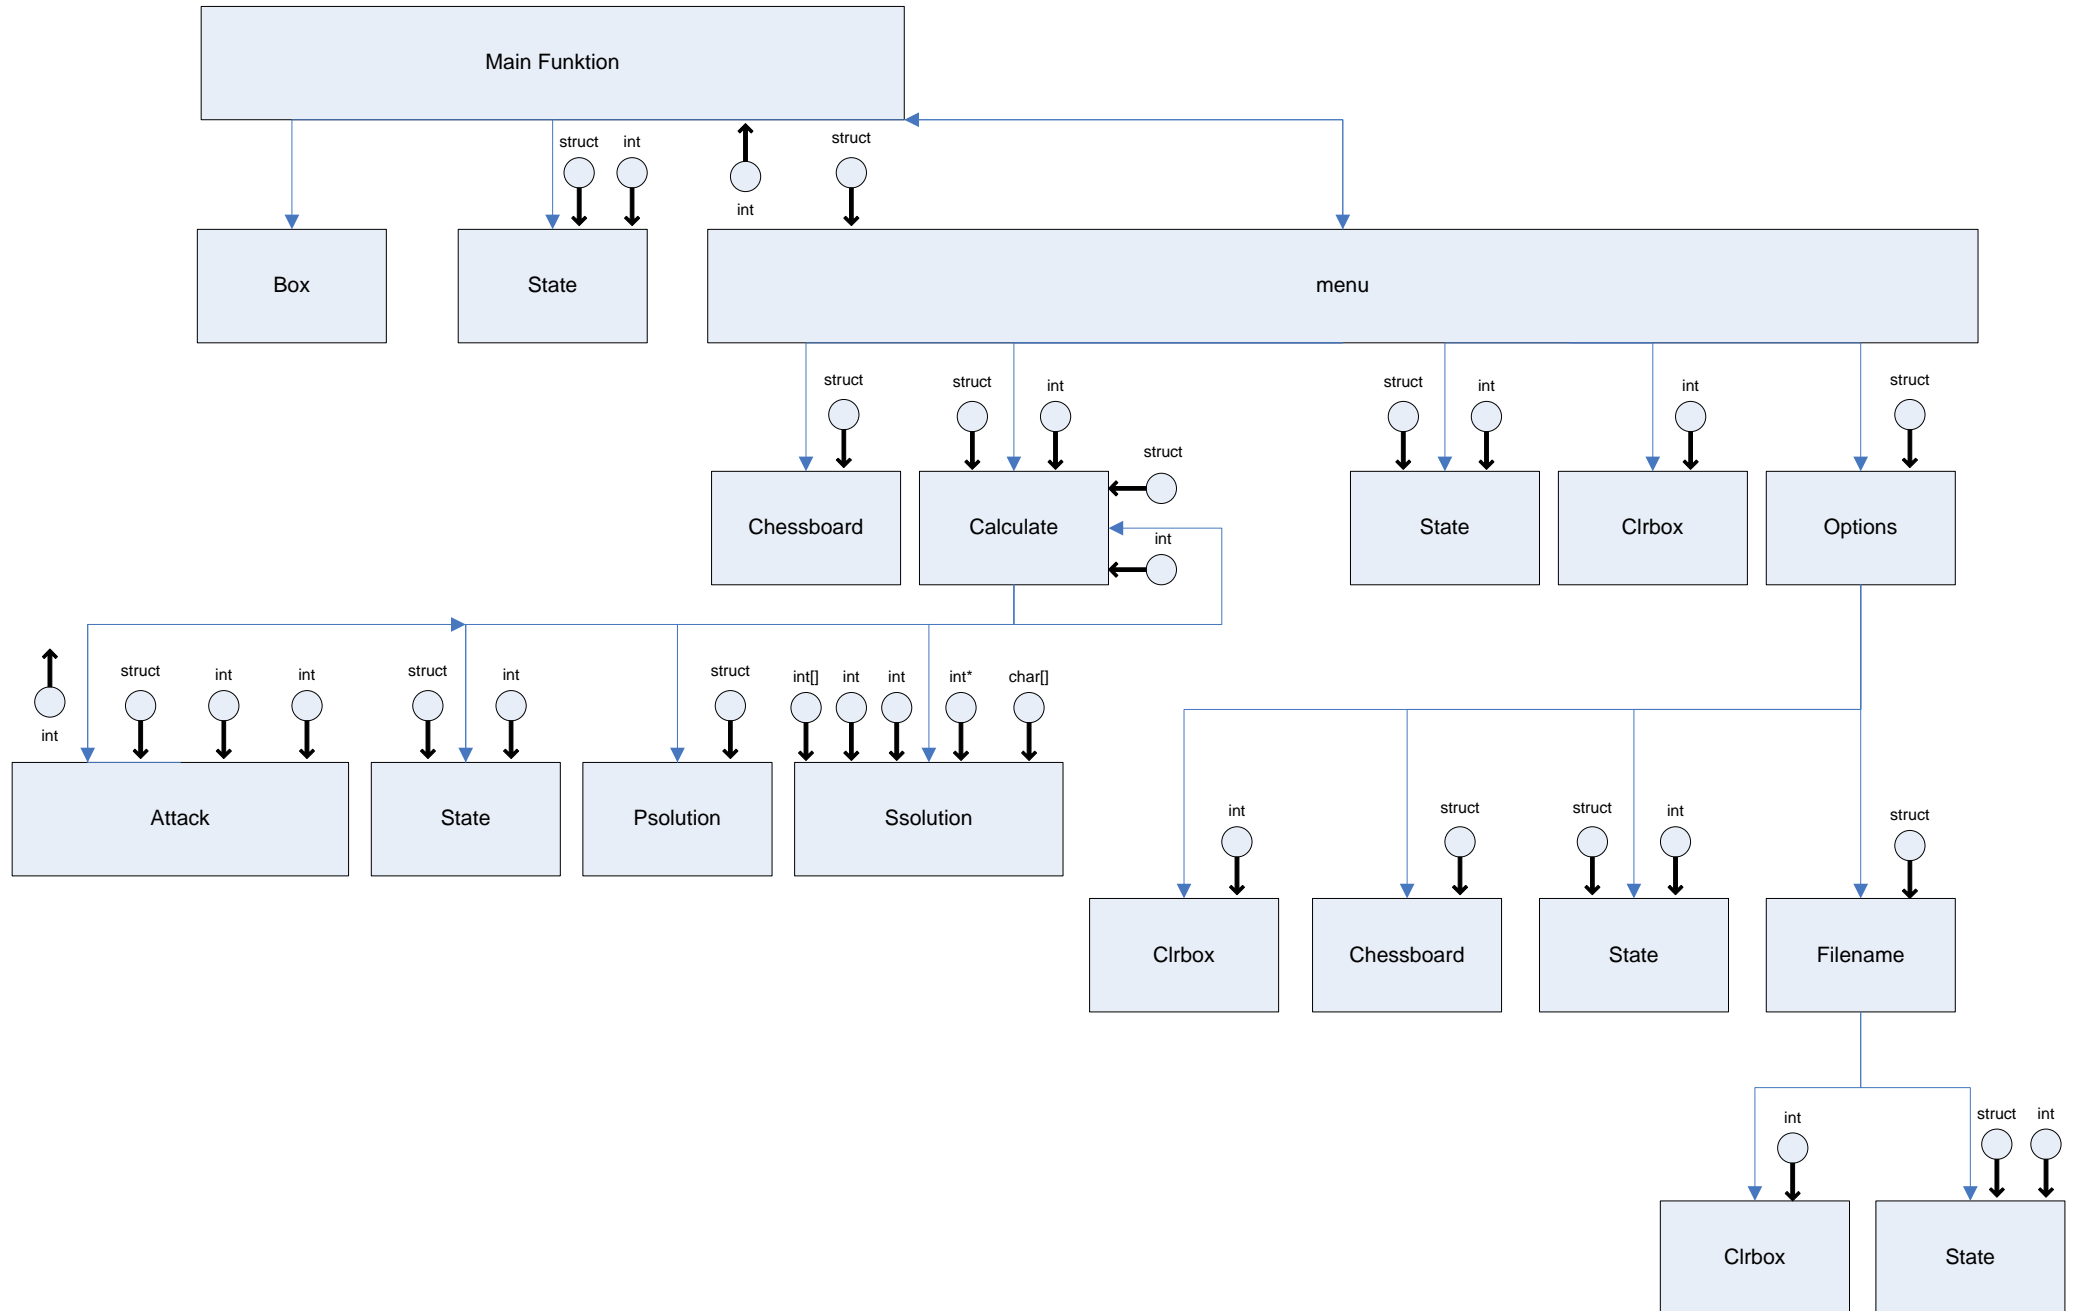 Main Funktion
struct
int
int
struct
Box
State
menu
struct
struct
int
struct
int
int
struct
struct
Chessboard
Calculate
int
State
Clrbox
Options
int
struct
int
int
struct
int
struct
int[]
int
int
int*
char[]
Attack
State
Psolution
Ssolution
int
struct
struct
int
struct
Clrbox
Chessboard
State
Filename
int
struct
int
Clrbox
State